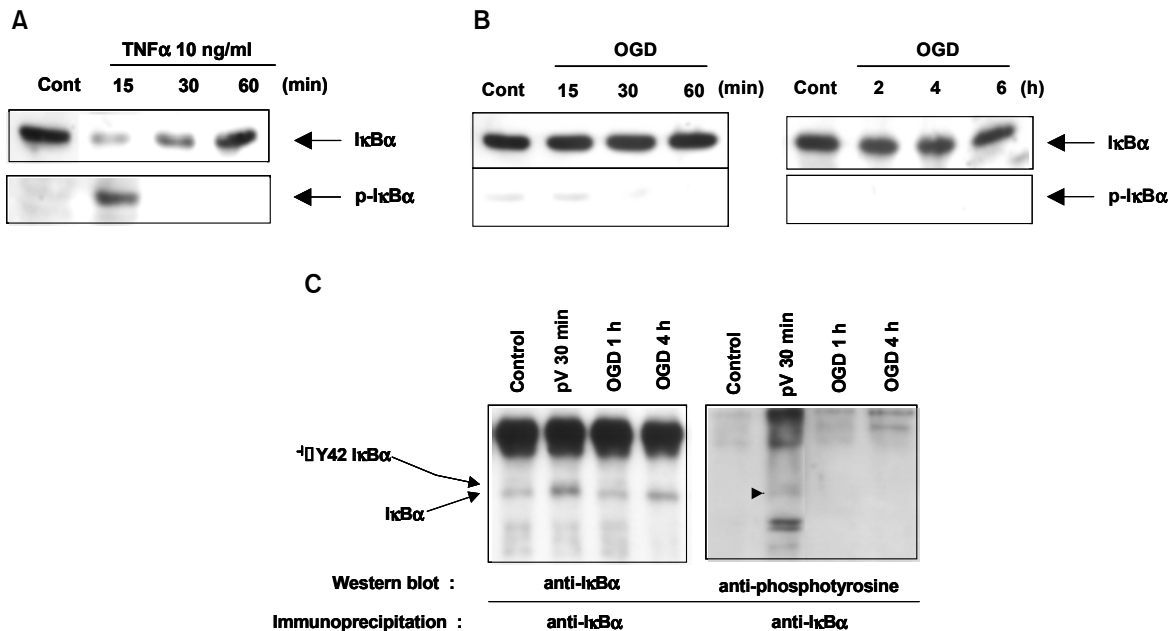 A
TNFα 10 ng/ml
Cont 15 30 60 (min)
IκBα
p-IκBα
B
OGD
Cont 15 30 60 (min)
OGD
Cont 2 4 6 (h)
IκBα
p-IκBα
C
Control
pV 30 min
OGD 1 h
OGD 4 h
Control
pV 30 min
OGD 1 h
OGD 4 h
Y42 IκBα
IκBα
Western blot : anti-IκBα anti-phosphotyrosine
Immunoprecipitation : anti-IκBα anti-IκBα